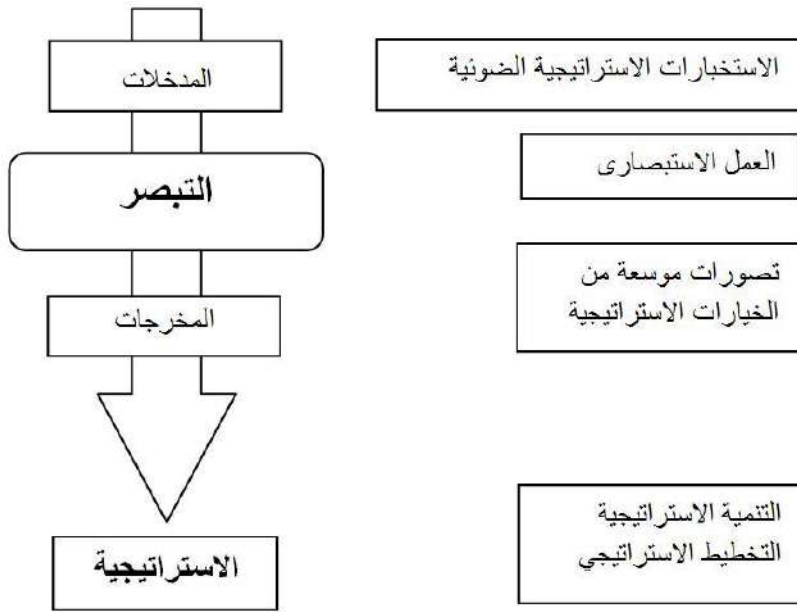 المدخلات
الاستخبارات الاستراتيجية الضوئية
التبصر
العمل الاستبصارى
المخرجات
تصورات موسعة من
الخيارات الاستراتيجية
الاستراتيجية
التنمية الاستراتيجية
التخطيط الاستراتيجي